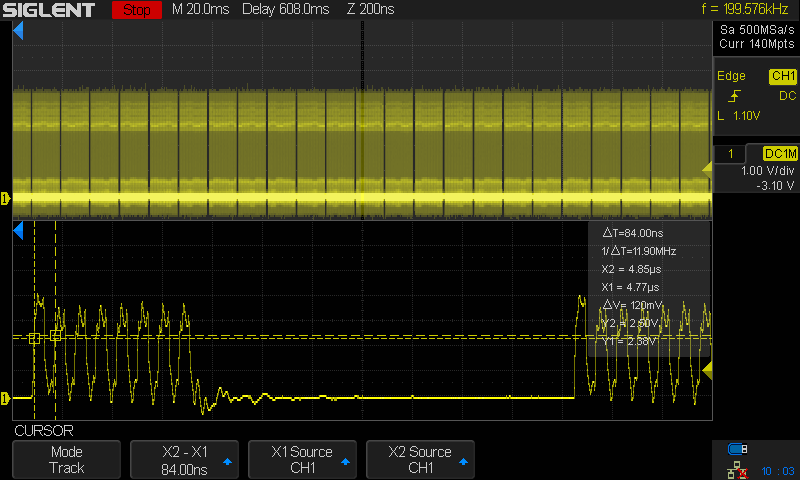 SIGLENT Stop M 20.0ms Delay 608.0ms Z 200ns f = 199.576kHz
Sa 500MSa/s
Curr 140Mpts
Edge CH1
DC
L 1.10V
1 DC1M
1.00 V/div
-3.10 V
1
△T=84.00ns
1/△T=11.90MHz
X2 = 4.85µs
X1 = 4.77µs
△V = 120mV
Y2 = 2.50V
Y1 = 2.38V
1
CURSOR
Mode
Track
X2 - X1
84.00ns
X1 Source
CH1
X2 Source
CH1
10 : 03